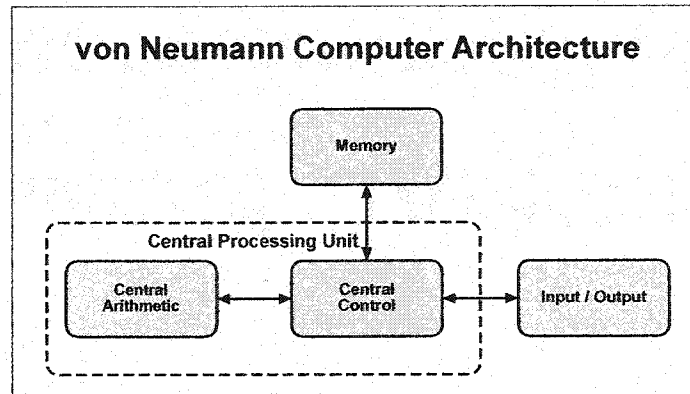 von Neumann Computer Architecture
Memory
Central Processing Unit
Central
Arithmetic
Central
Control
Input / Output